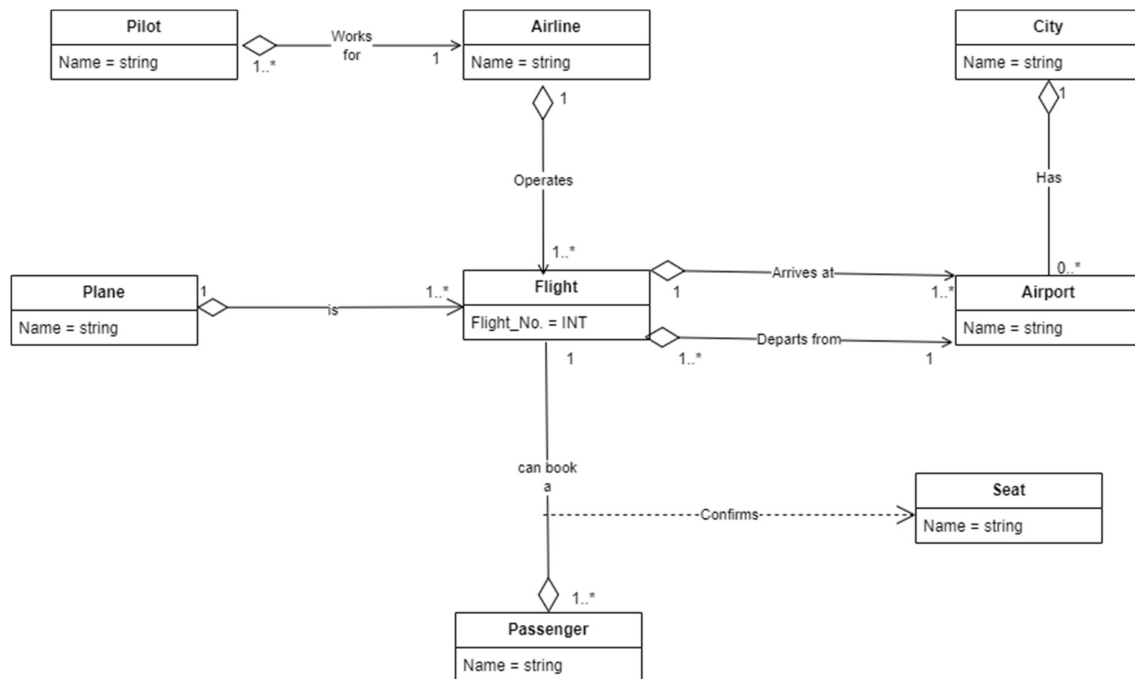 Pilot
Name = string
Works
for
1..*
1
Airline
Name = string
1
Operates
1..*
City
Name = string
1
Has
0..*
Plane
Name = string
1
is
1..*
Flight
Flight_No. = INT
1
Arrives at
1..*
1..*
Departs from
1
Airport
Name = string
1
can book
a
Confirms
Seat
Name = string
1..*
Passenger
Name = string